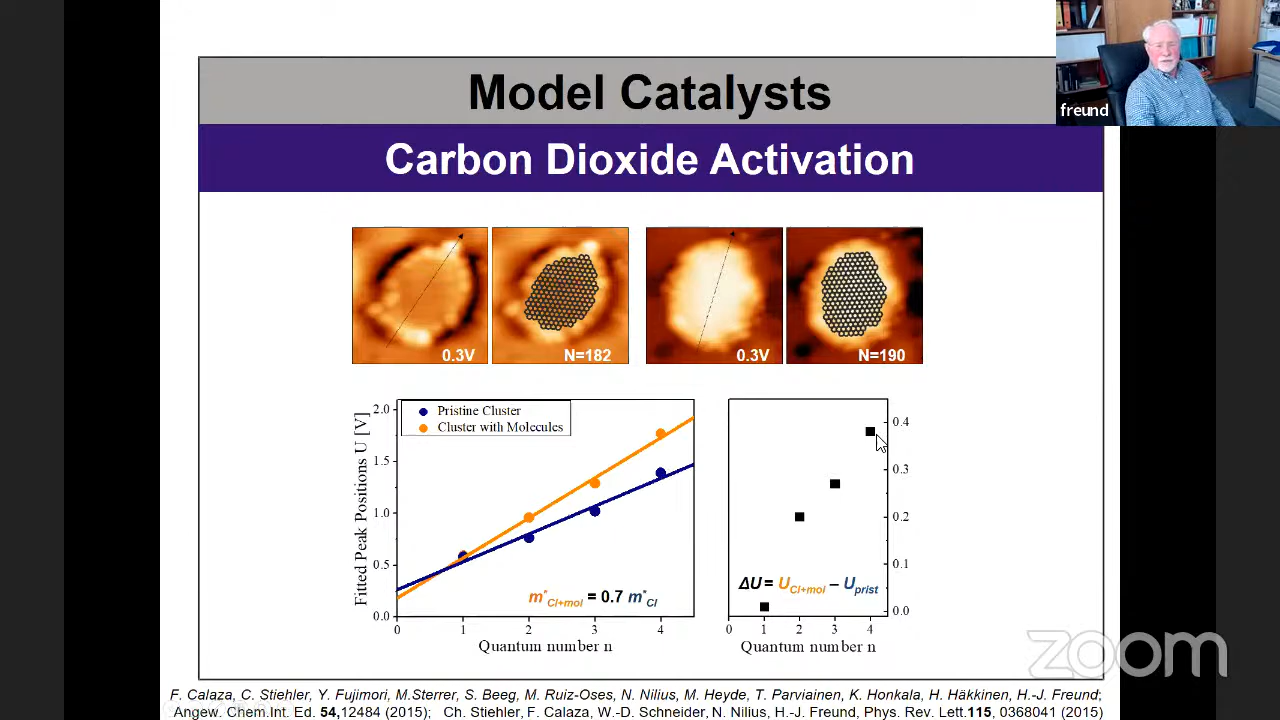 Model Catalysts
freund
Carbon Dioxide Activation
0.3V
N=182
0.3V
N=190
Fitted Peak Positions U [V]
2.0
1.5
1.0
0.5
0.0
Pristine Cluster
Cluster with Molecules
m*Cl+mol = 0.7 m*Cl
0 1 2 3 4
Quantum number n
0.4
0.3
0.2
0.1
0.0
ΔU = UCl+mol – Uprist
0 1 2 3 4
Quantum number n
zoom
F. Calaza, C. Stiehler, Y. Fujimori, M.Sterrer, S. Beeg, M. Ruiz-Oses, N. Nilius, M. Heyde, T. Parviainen, K. Honkala, H. Häkkinen, H.-J. Freund;
Angew. Chem.Int. Ed. 54,12484 (2015); Ch. Stiehler, F. Calaza, W.-D. Schneider, N. Nilius, H.-J. Freund, Phys. Rev. Lett.115, 0368041 (2015)